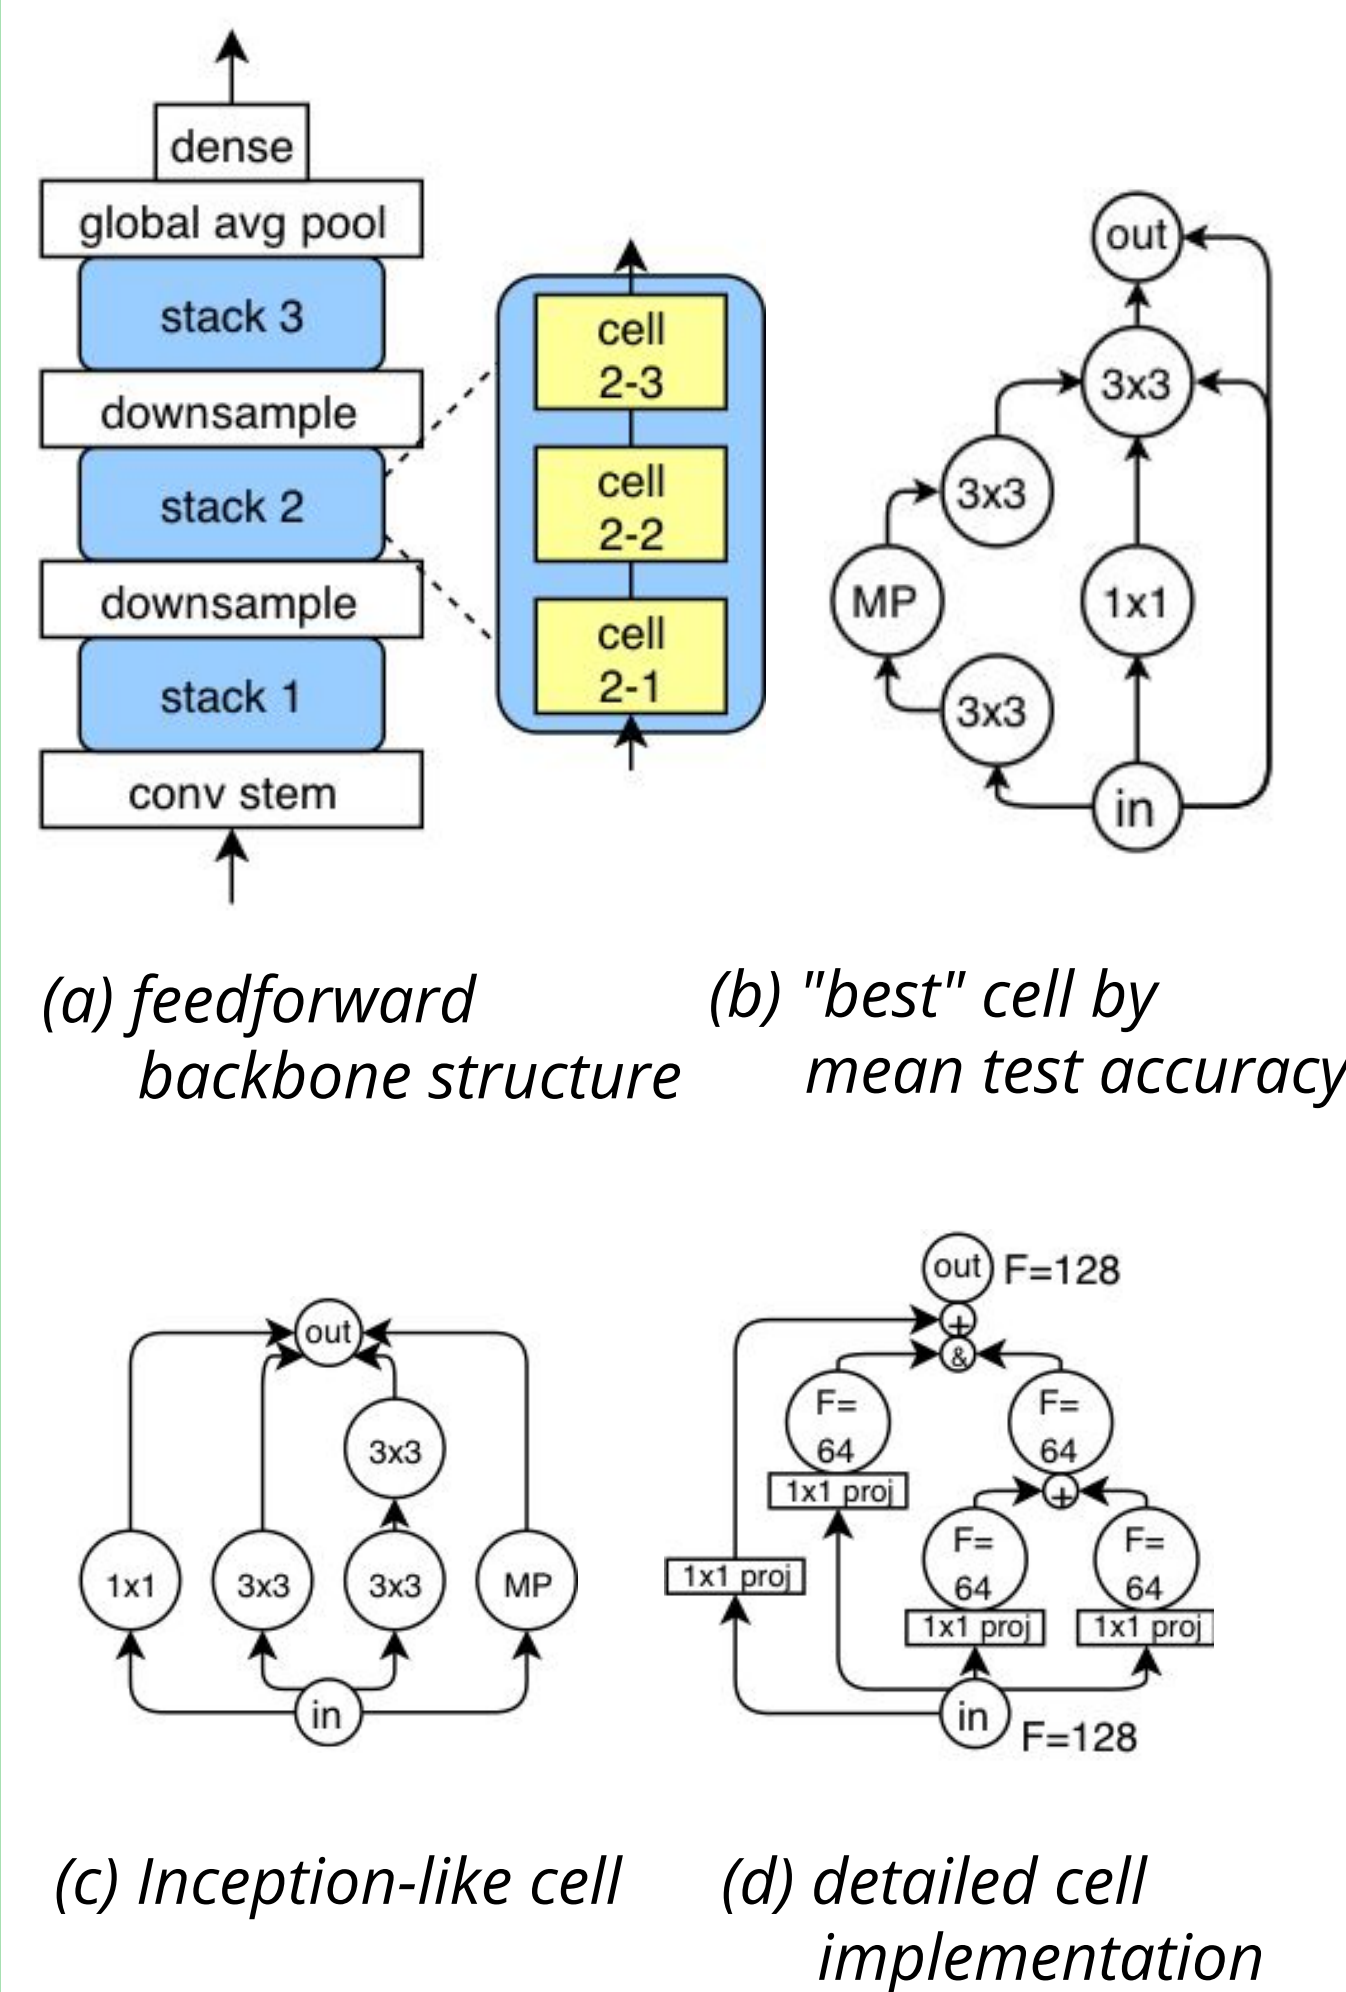 dense
global avg pool
stack 3
downsample
stack 2
downsample
stack 1
conv stem
cell
2-3
cell
2-2
cell
2-1
out
3x3
3x3
MP
1x1
3x3
in
(a) feedforward
backbone structure
(b) "best" cell by
mean test accuracy
out
3x3
1x1
3x3
3x3
MP
in
out
F=128
+
&
F=
64
F=
64
1x1 proj
+
F=
64
F=
64
1x1 proj
1x1 proj
1x1 proj
in
F=128
(c) Inception-like cell
(d) detailed cell
implementation